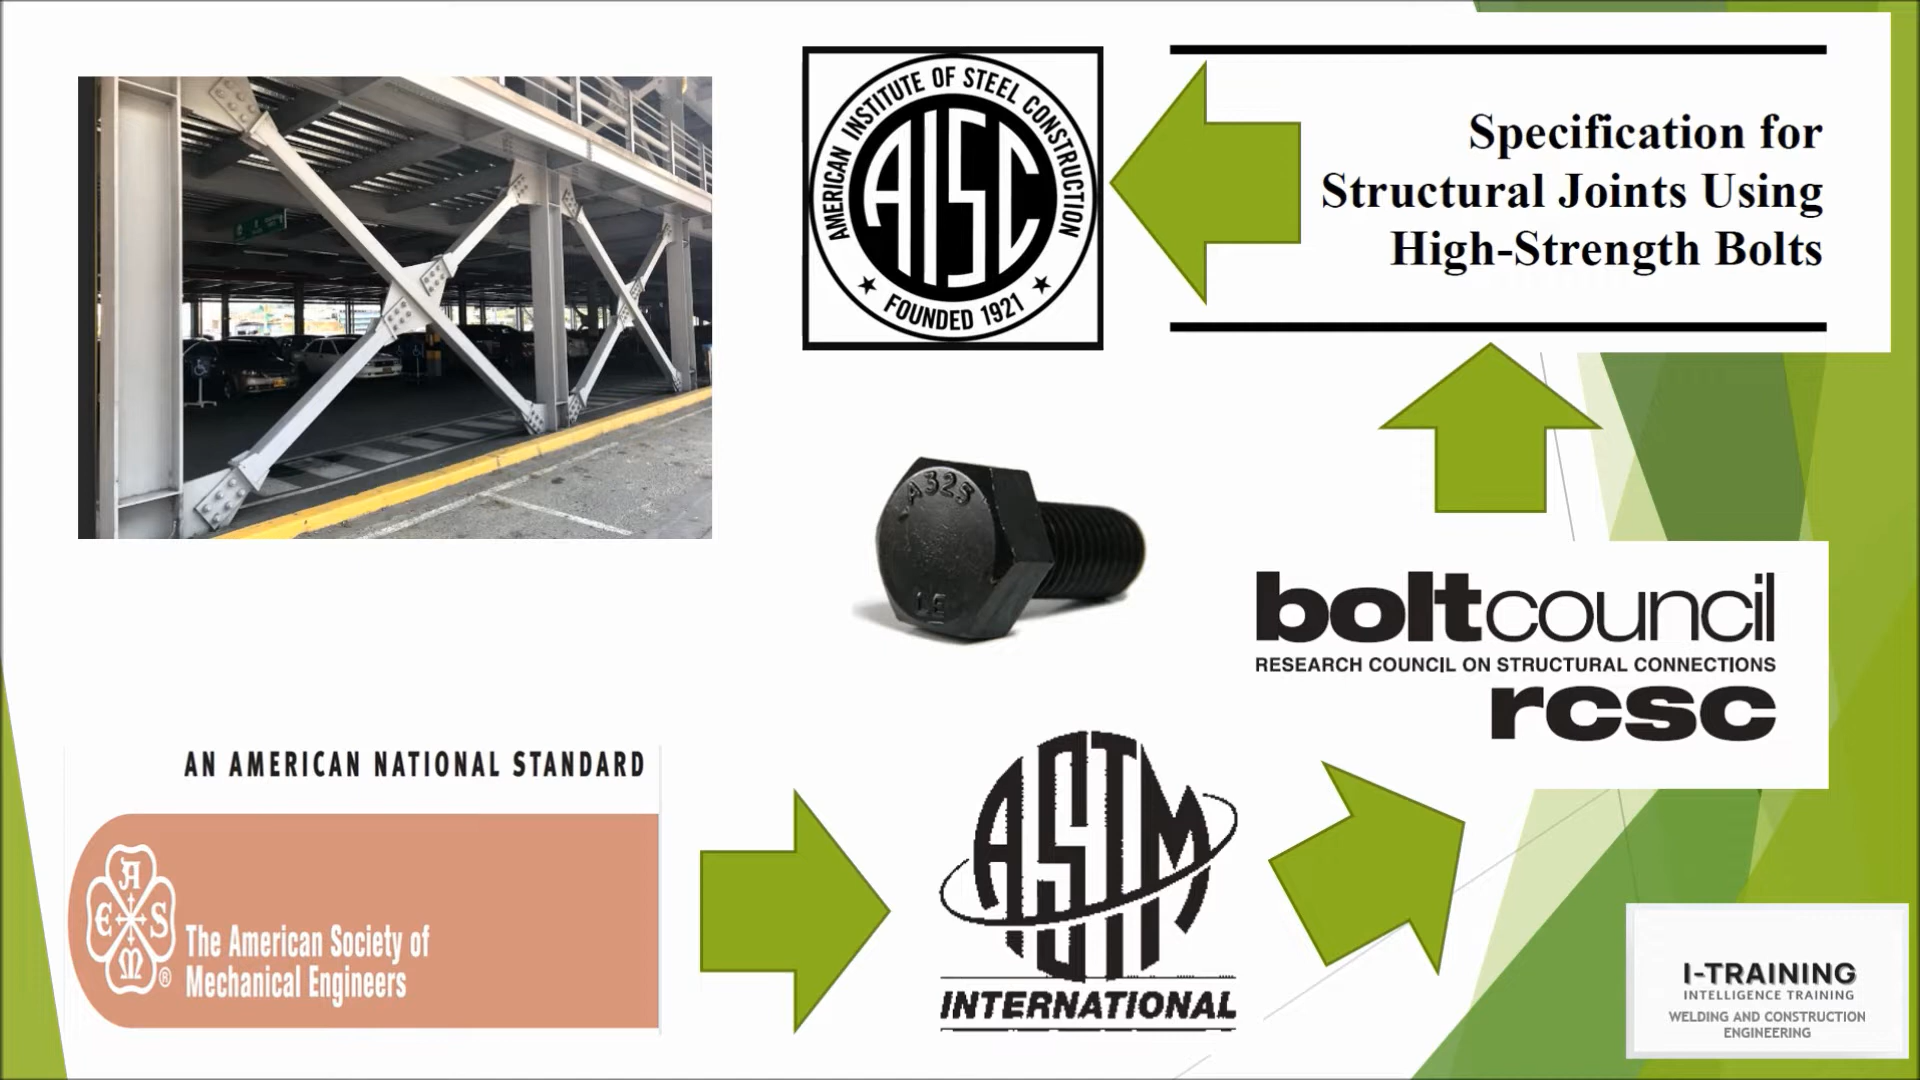 AMERICAN INSTITUTE OF STEEL CONSTRUCTION
AISC
FOUNDED 1921
Specification for
Structural Joints Using
High-Strength Bolts
A325
LE
boltcouncil
RESEARCH COUNCIL ON STRUCTURAL CONNECTIONS
rcsc
AN AMERICAN NATIONAL STANDARD
ASME
The American Society of
Mechanical Engineers
®
ASTM
INTERNATIONAL
I-TRAINING
INTELLIGENCE TRAINING
WELDING AND CONSTRUCTION
ENGINEERING